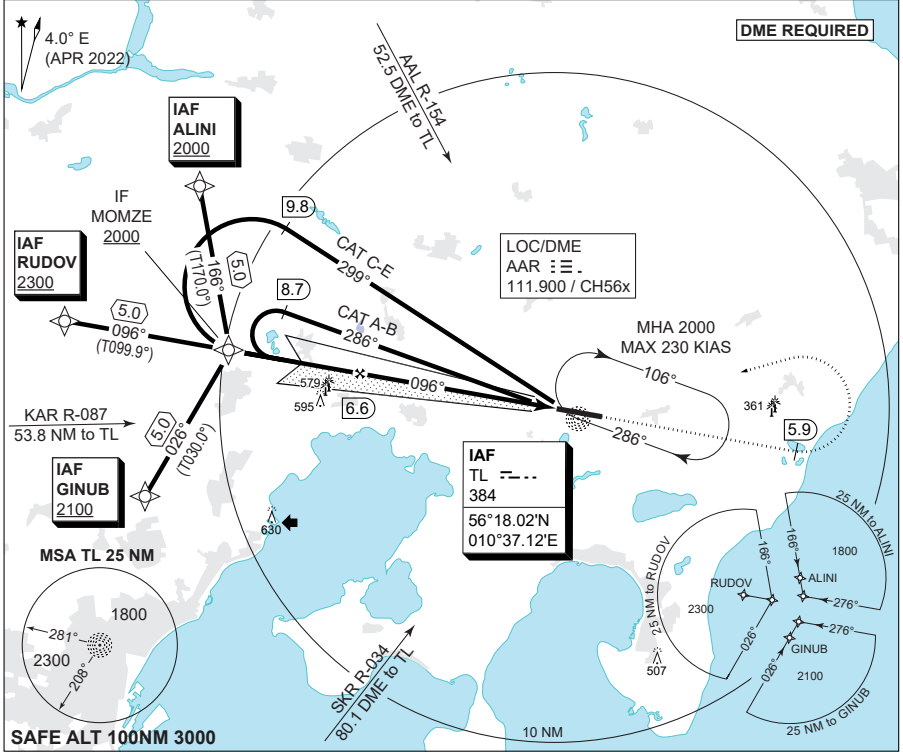 4.0° E
(APR 2022)
DME REQUIRED
AAL R-154
52.5 DME to TL
IAF
ALINI
2000
IF
MOMZE
2000
IAF
RUDOV
2300
9.8
CAT C-E
299°
LOC/DME
AAR
111.900 / CH56x
166°
(T170.0°)
5.0
8.7
CAT A-B
286°
5.0
096°
(T099.9°)
MHA 2000
MAX 230 KIAS
106°
286°
096°
579
595
6.6
361
5.9
KAR R-087
53.8 NM to TL
5.0
026°
(T030.0°)
IAF
GINUB
2100
IAF
TL
384
56°18.02'N
010°37.12'E
630
MSA TL 25 NM
1800
281°
2300
208°
SAFE ALT 100NM 3000
SKR R-034
80.1 DME to TL
10 NM
507
25 NM to RUDOV
RUDOV
2300
166°
026°
25 NM to ALINI
1800
166°
ALINI
276°
276°
GINUB
026°
2100
25 NM to GINUB